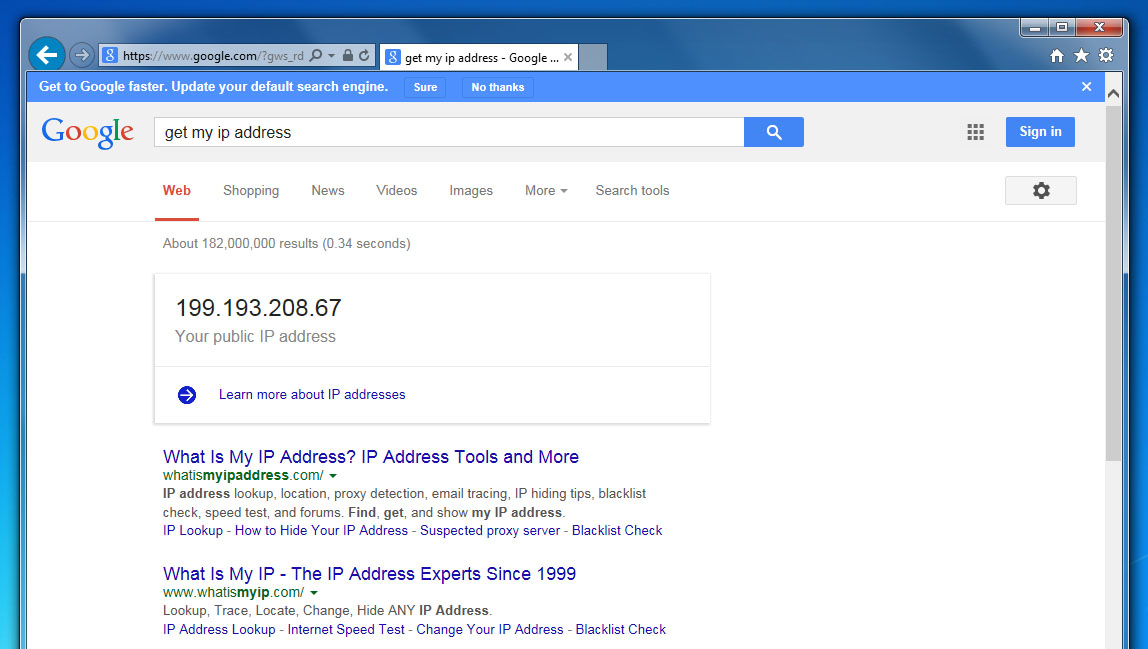 https://www.google.com/?gws_rd
get my ip address - Google ...
Get to Google faster. Update your default search engine. Sure No thanks
Google get my ip address Sign in
Web Shopping News Videos Images More Search tools
About 182,000,000 results (0.34 seconds)
199.193.208.67
Your public IP address
Learn more about IP addresses
What Is My IP Address? IP Address Tools and More
whatismyipaddress.com/
IP address lookup, location, proxy detection, email tracing, IP hiding tips, blacklist
check, speed test, and forums. Find, get, and show my IP address.
IP Lookup - How to Hide Your IP Address - Suspected proxy server - Blacklist Check
What Is My IP - The IP Address Experts Since 1999
www.whatismyip.com/
Lookup, Trace, Locate, Change, Hide ANY IP Address.
IP Address Lookup - Internet Speed Test - Change Your IP Address - Blacklist Check